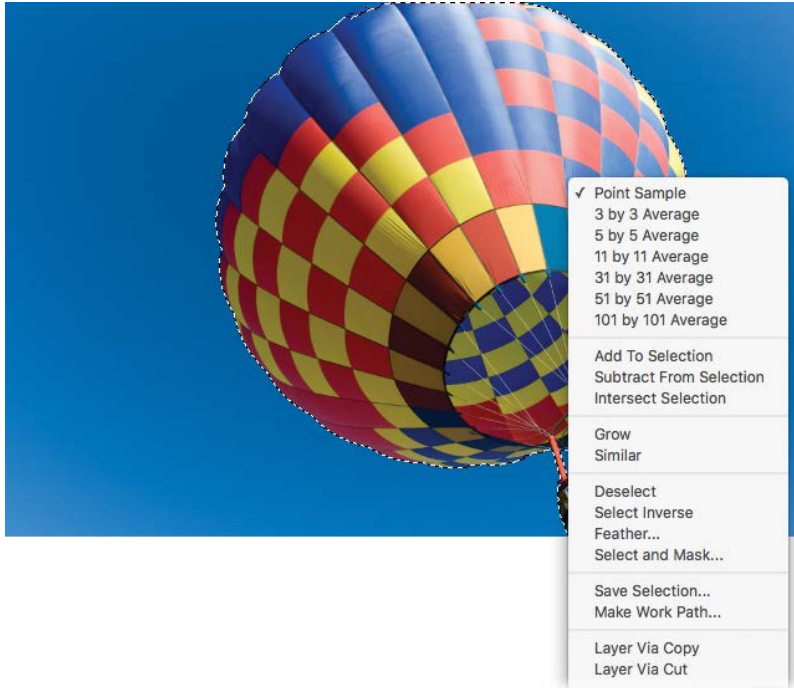 ✓ Point Sample
3 by 3 Average
5 by 5 Average
11 by 11 Average
31 by 31 Average
51 by 51 Average
101 by 101 Average
Add To Selection
Subtract From Selection
Intersect Selection
Grow
Similar
Deselect
Select Inverse
Feather...
Select and Mask...
Save Selection...
Make Work Path...
Layer Via Copy
Layer Via Cut